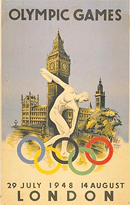 OLYMPIC GAMES
29 JULY 1948 14 AUGUST
LONDON